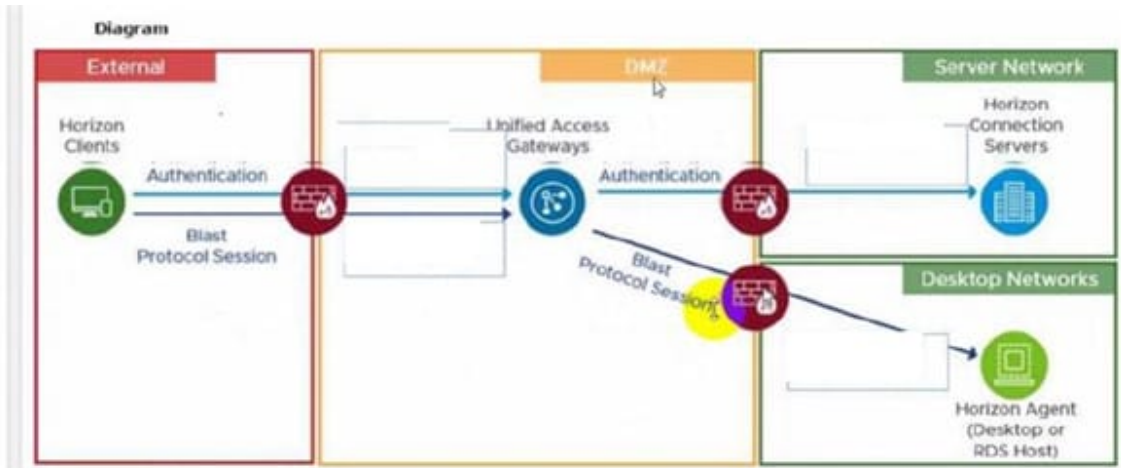 Diagram
External
DMZ
Server Network
Horizon
Clients
Unified Access
Gateways
Horizon
Connection
Servers
Authentication
Authentication
Blast
Protocol Session
Blast
Protocol Session
Desktop Networks
Horizon Agent
(Desktop or
RDS Host)